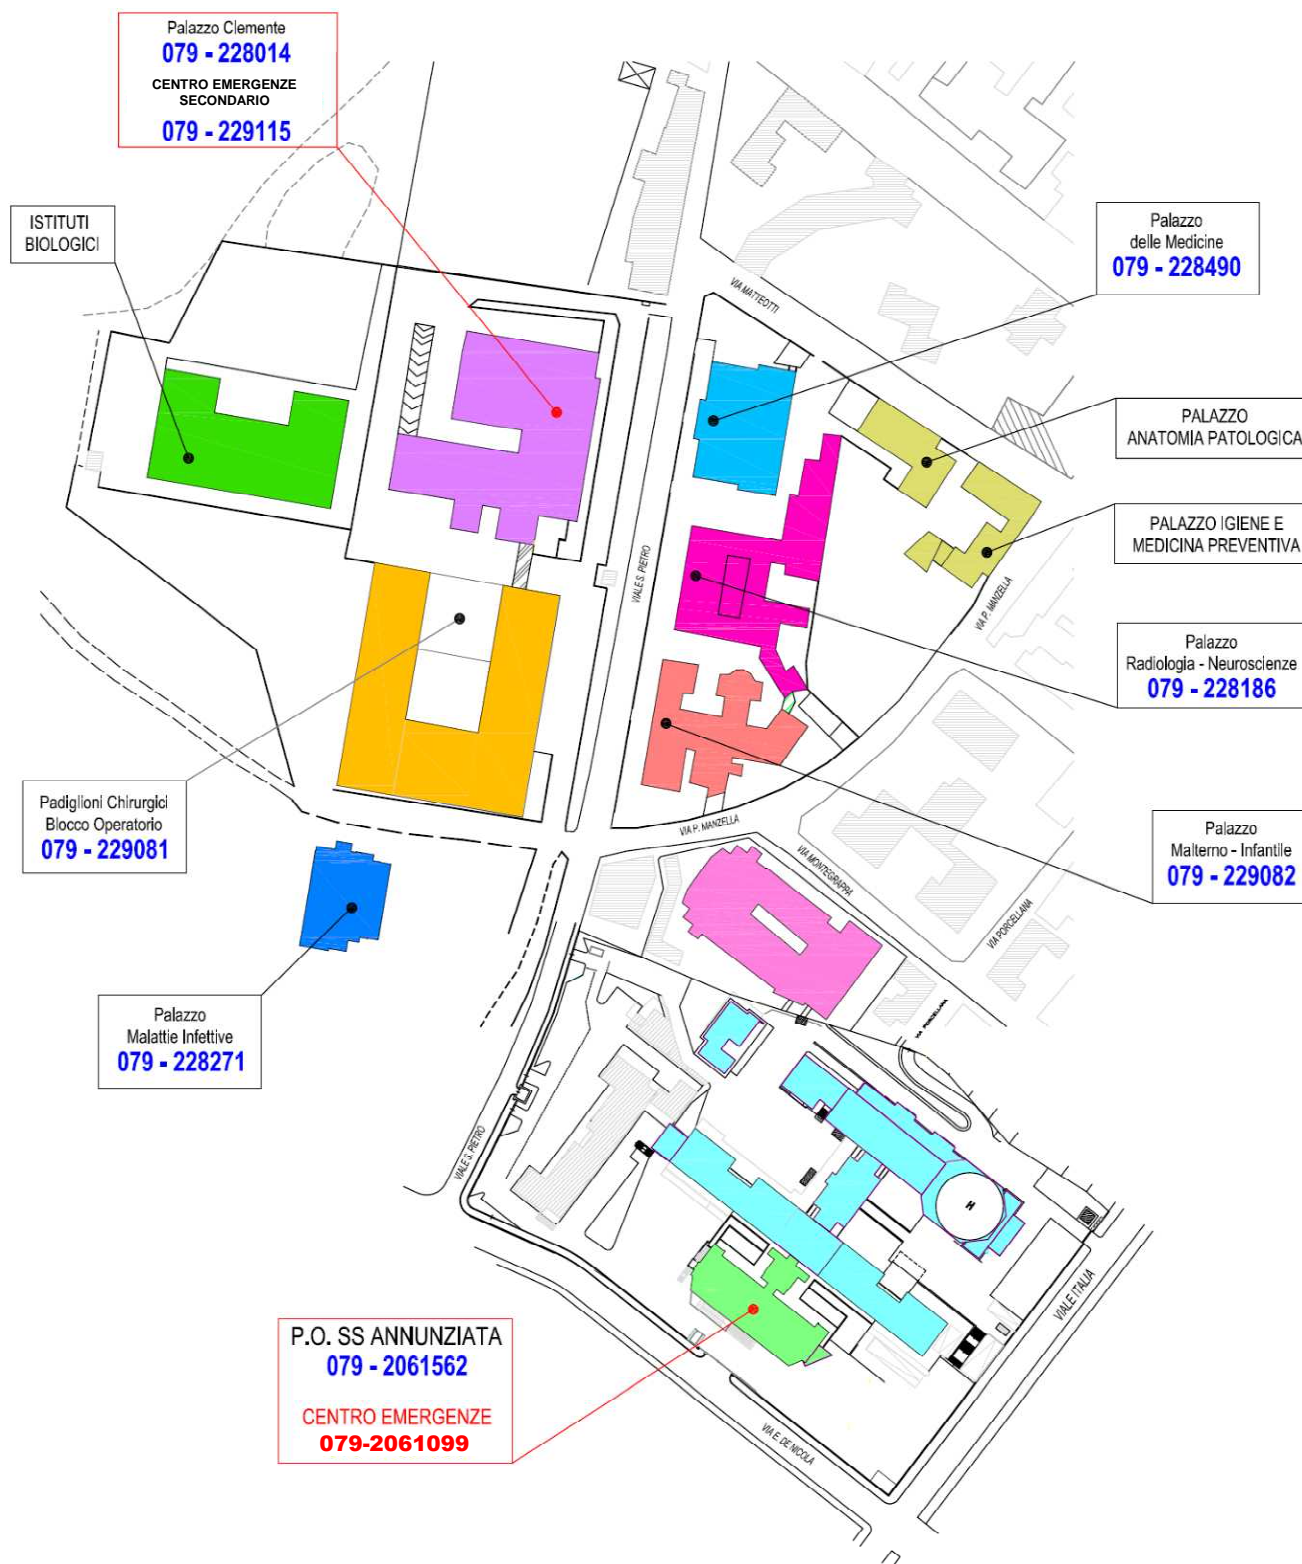 Palazzo Clemente
079 - 228014
CENTRO EMERGENZE
SECONDARIO
079 - 229115
ISTITUTI
BIOLOGICI
Palazzo
delle Medicine
079 - 228490
VIA MATTEOTTI
PALAZZO
ANATOMIA PATOLOGICA
PALAZZO IGIENE E
MEDICINA PREVENTIVA
VIALE S. PIETRO
VIA P. MANZELLA
Palazzo
Radiologia - Neuroscienze
079 - 228186
Padiglioni Chirurgici
Blocco Operatorio
079 - 229081
VIA P. MANZELLA
VIA MONTEGRAPPA
Palazzo
Materno - Infantile
079 - 229082
VIA PORCELLANA
Palazzo
Malattie Infettive
079 - 228271
VIA PORCELLANA
VIALE S. PIETRO
H
VIALE ITALIA
P.O. SS ANNUNZIATA
079 - 2061562
CENTRO EMERGENZE
079-2061099
VIA E. DE NICOLA